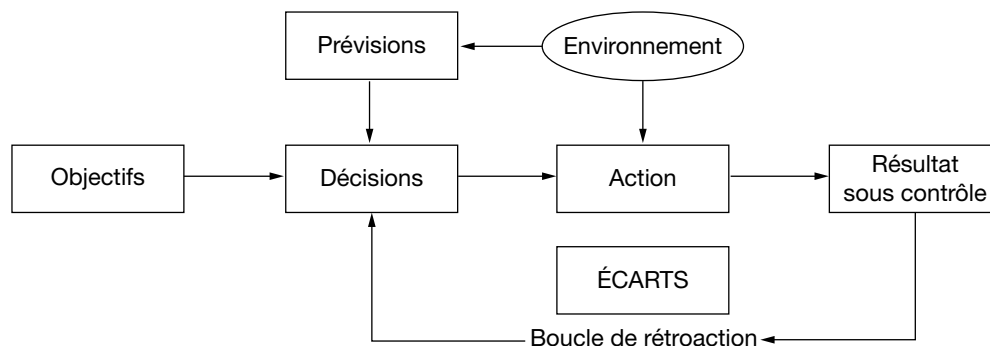 Prévisions
Environnement
Objectifs
Décisions
Action
Résultat
sous contrôle
ÉCARTS
Boucle de rétroaction